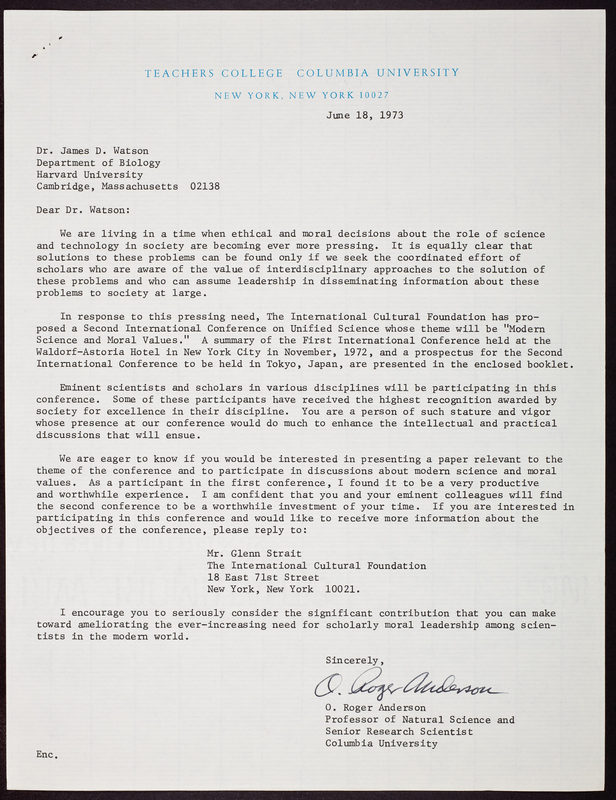 TEACHERS COLLEGE COLUMBIA UNIVERSITY
NEW YORK, NEW YORK 10027
June 18, 1973
Dr. James D. Watson
Department of Biology
Harvard University
Cambridge, Massachusetts 02138
Dear Dr. Watson:
We are living in a time when ethical and moral decisions about the role of science
and technology in society are becoming ever more pressing. It is equally clear that
solutions to these problems can be found only if we seek the coordinated effort of
scholars who are aware of the value of interdisciplinary approaches to the solution of
these problems and who can assume leadership in disseminating information about these
problems to society at large.
In response to this pressing need, The International Cultural Foundation has pro-
posed a Second International Conference on Unified Science whose theme will be "Modern
Science and Moral Values." A summary of the First International Conference held at the
Waldorf-Astoria Hotel in New York City in November, 1972, and a prospectus for the Second
International Conference to be held in Tokyo, Japan, are presented in the enclosed booklet.
Eminent scientists and scholars in various disciplines will be participating in this
conference. Some of these participants have received the highest recognition awarded by
society for excellence in their discipline. You are a person of such stature and vigor
whose presence at our conference would do much to enhance the intellectual and practical
discussions that will ensue.
We are eager to know if you would be interested in presenting a paper relevant to the
theme of the conference and to participate in discussions about modern science and moral
values. As a participant in the first conference, I found it to be a very productive
and worthwhile experience. I am confident that you and your eminent colleagues will find
the second conference to be a worthwhile investment of your time. If you are interested in
participating in this conference and would like to receive more information about the
objectives of the conference, please reply to:
Mr. Glenn Strait
The International Cultural Foundation
18 East 71st Street
New York, New York 10021.
I encourage you to seriously consider the significant contribution that you can make
toward ameliorating the ever-increasing need for scholarly moral leadership among scien-
tists in the modern world.
Sincerely,
O. Roger Anderson
O. Roger Anderson
Professor of Natural Science and
Senior Research Scientist
Columbia University
Enc.